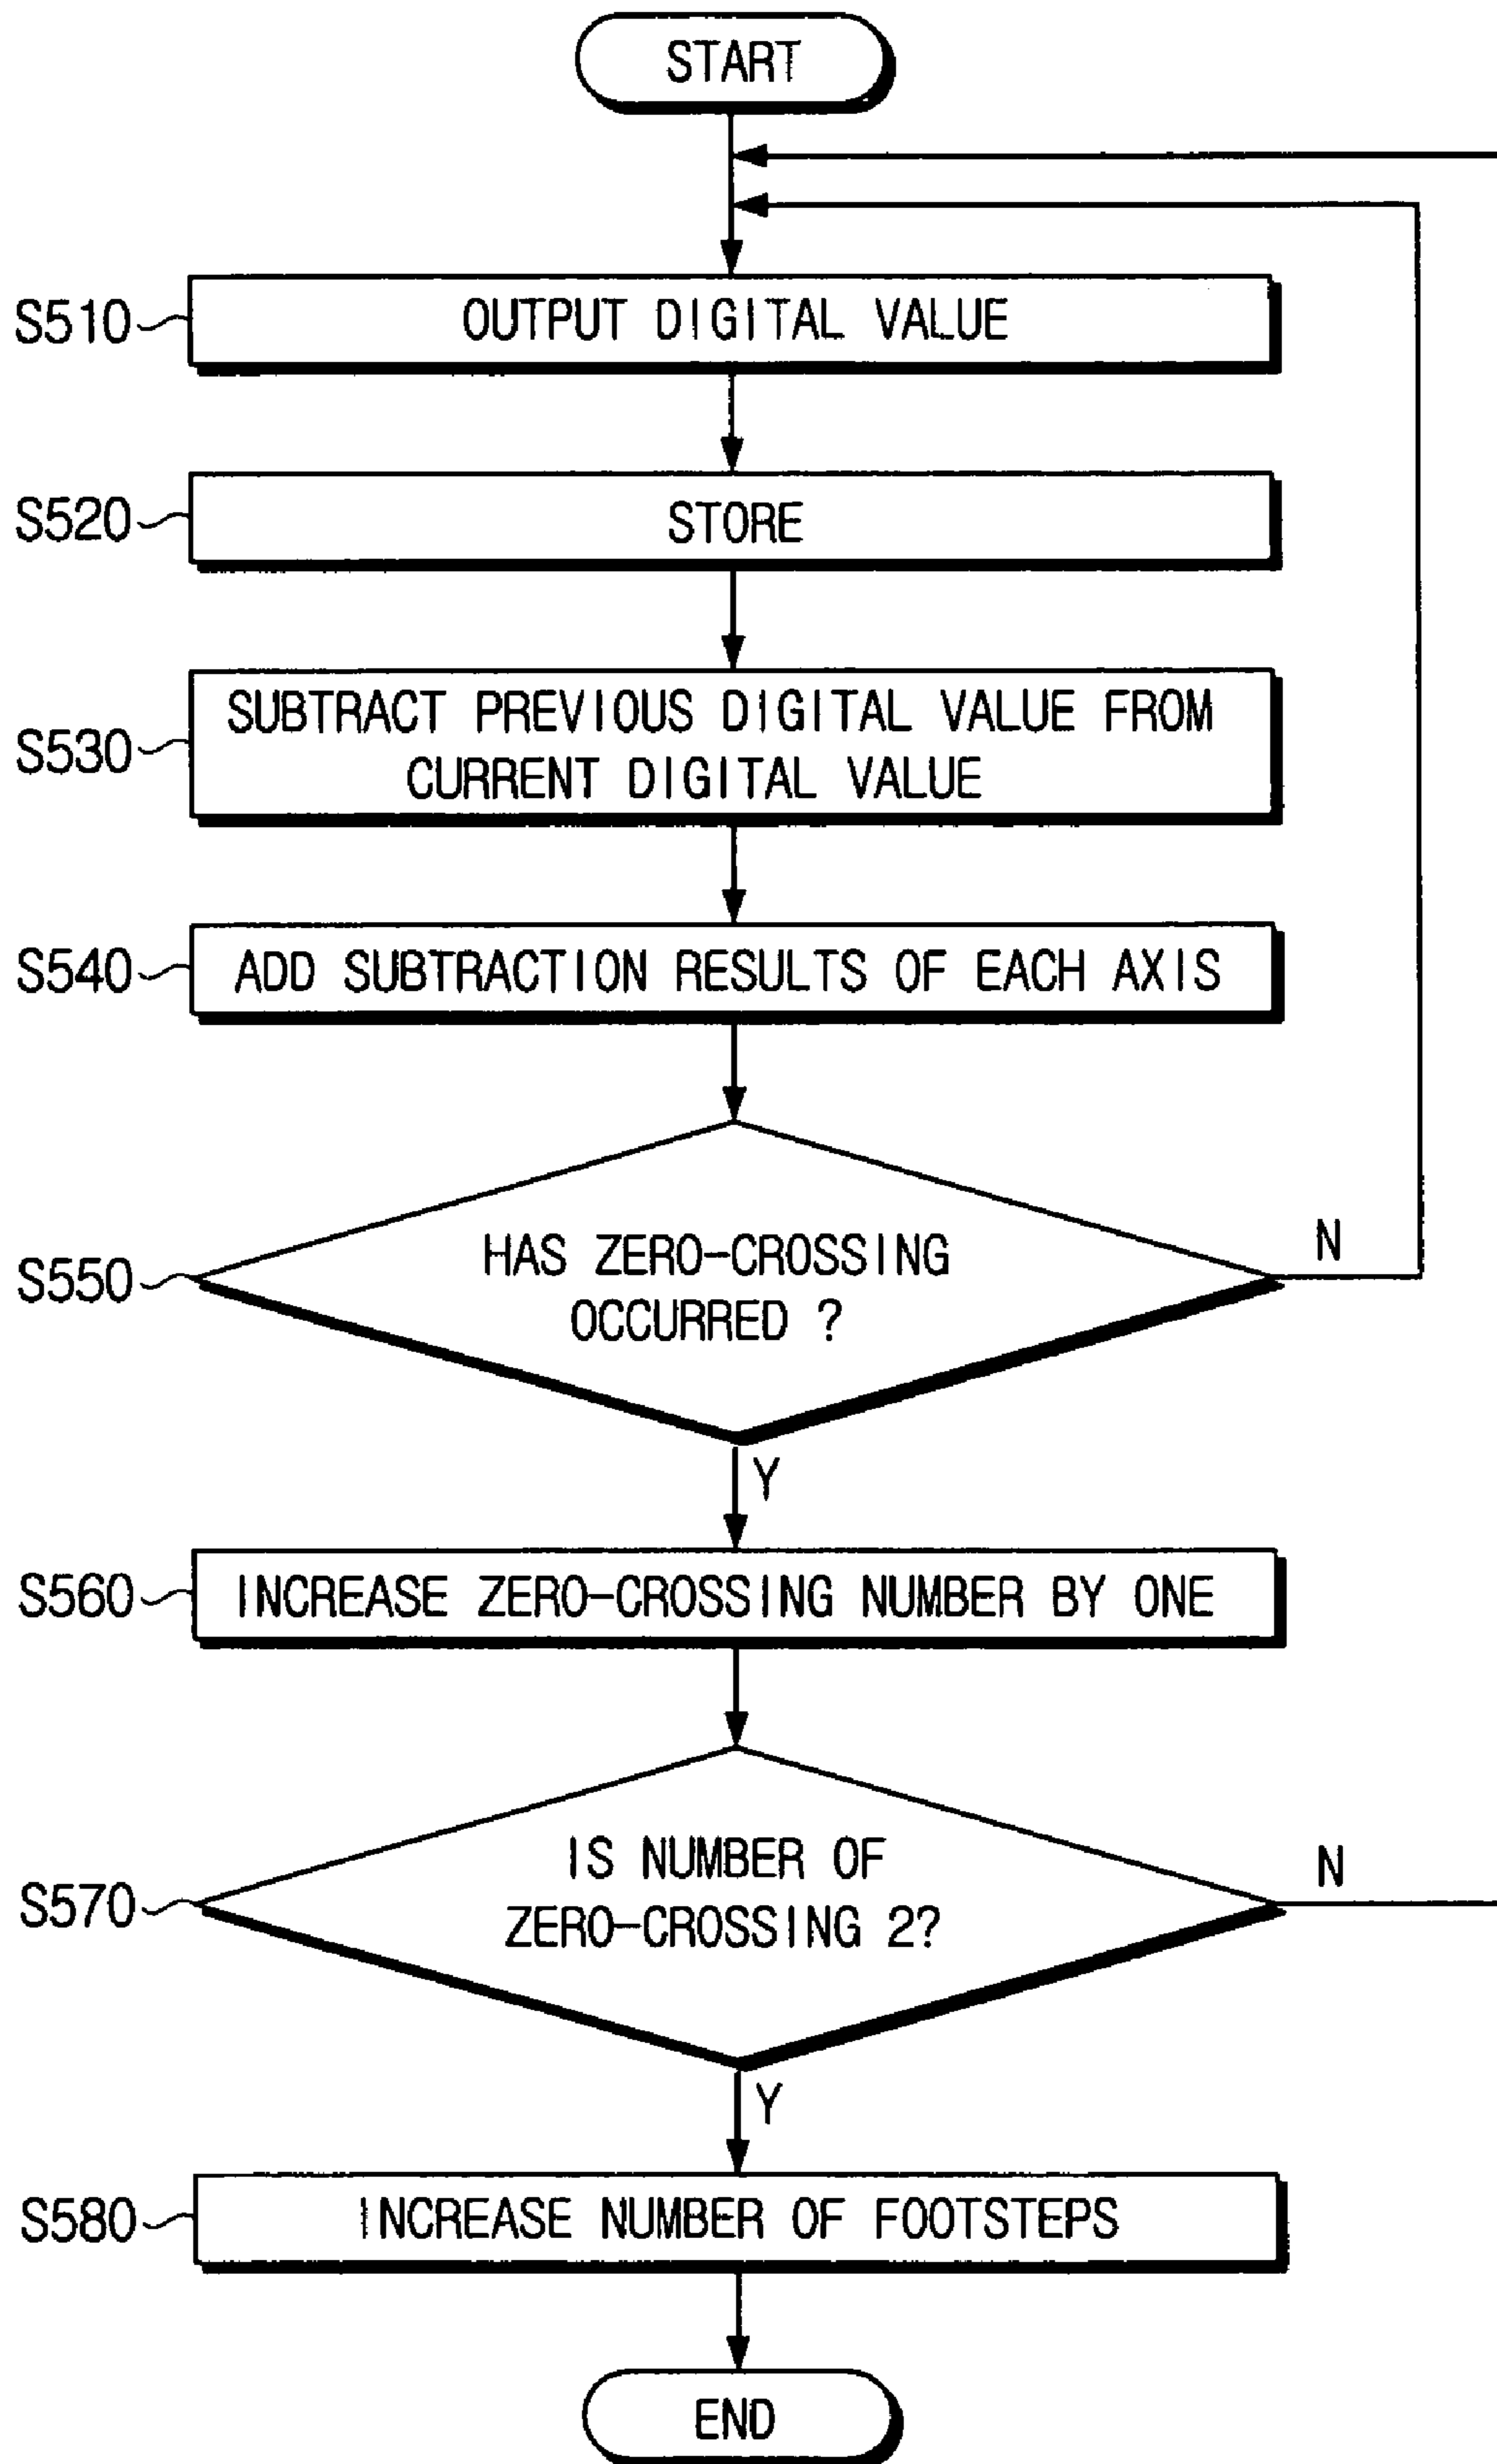 START
S510
OUTPUT DIGITAL VALUE
S520
STORE
S530
SUBTRACT PREVIOUS DIGITAL VALUE FROM
CURRENT DIGITAL VALUE
S540
ADD SUBTRACTION RESULTS OF EACH AXIS
S550
HAS ZERO-CROSSING
OCCURRED ?
N
Y
S560
INCREASE ZERO-CROSSING NUMBER BY ONE
S570
IS NUMBER OF
ZERO-CROSSING 2?
N
Y
S580
INCREASE NUMBER OF FOOTSTEPS
END